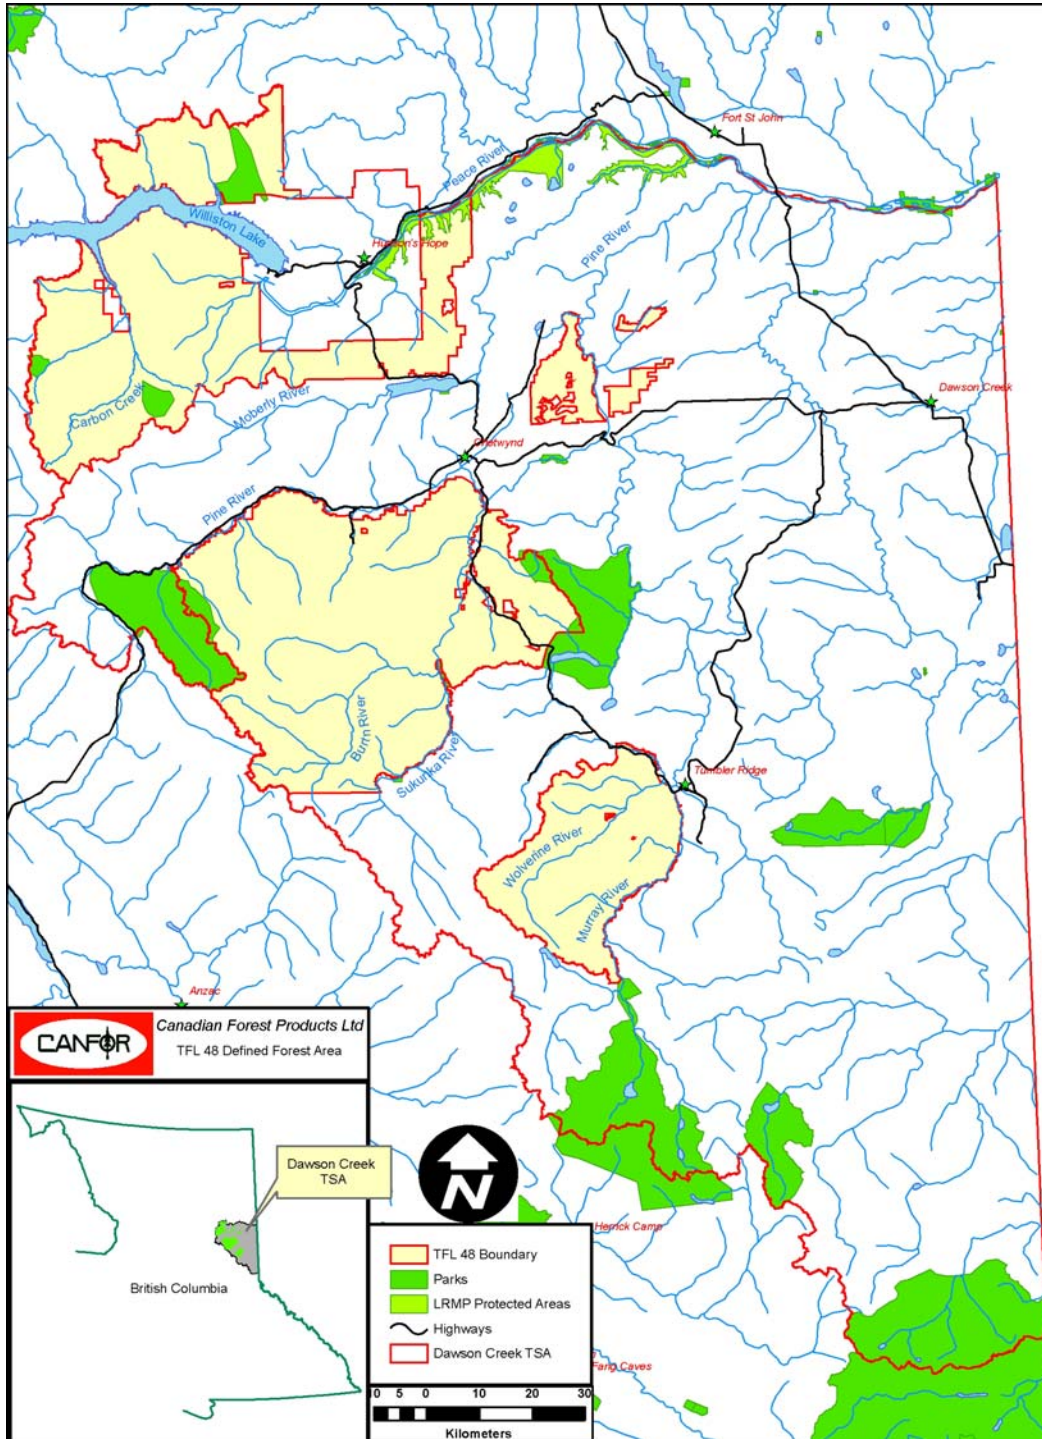 Fort St John
Peace River
Williston Lake
Hudson's Hope
Pine River
Dawson Creek
Carbon Creek
Moberly River
Chetwynd
Pine River
Burnt River
Sukunka River
Tumbler Ridge
Wolverine River
Murray River
Anzac
CANFOR
Canadian Forest Products Ltd
TFL 48 Defined Forest Area
Dawson Creek
TSA
British Columbia
N
Herrick Camp
TFL 48 Boundary
Parks
LRMP Protected Areas
Highways
Dawson Creek TSA
Fang Caves
10 5 0 10 20 30
Kilometers